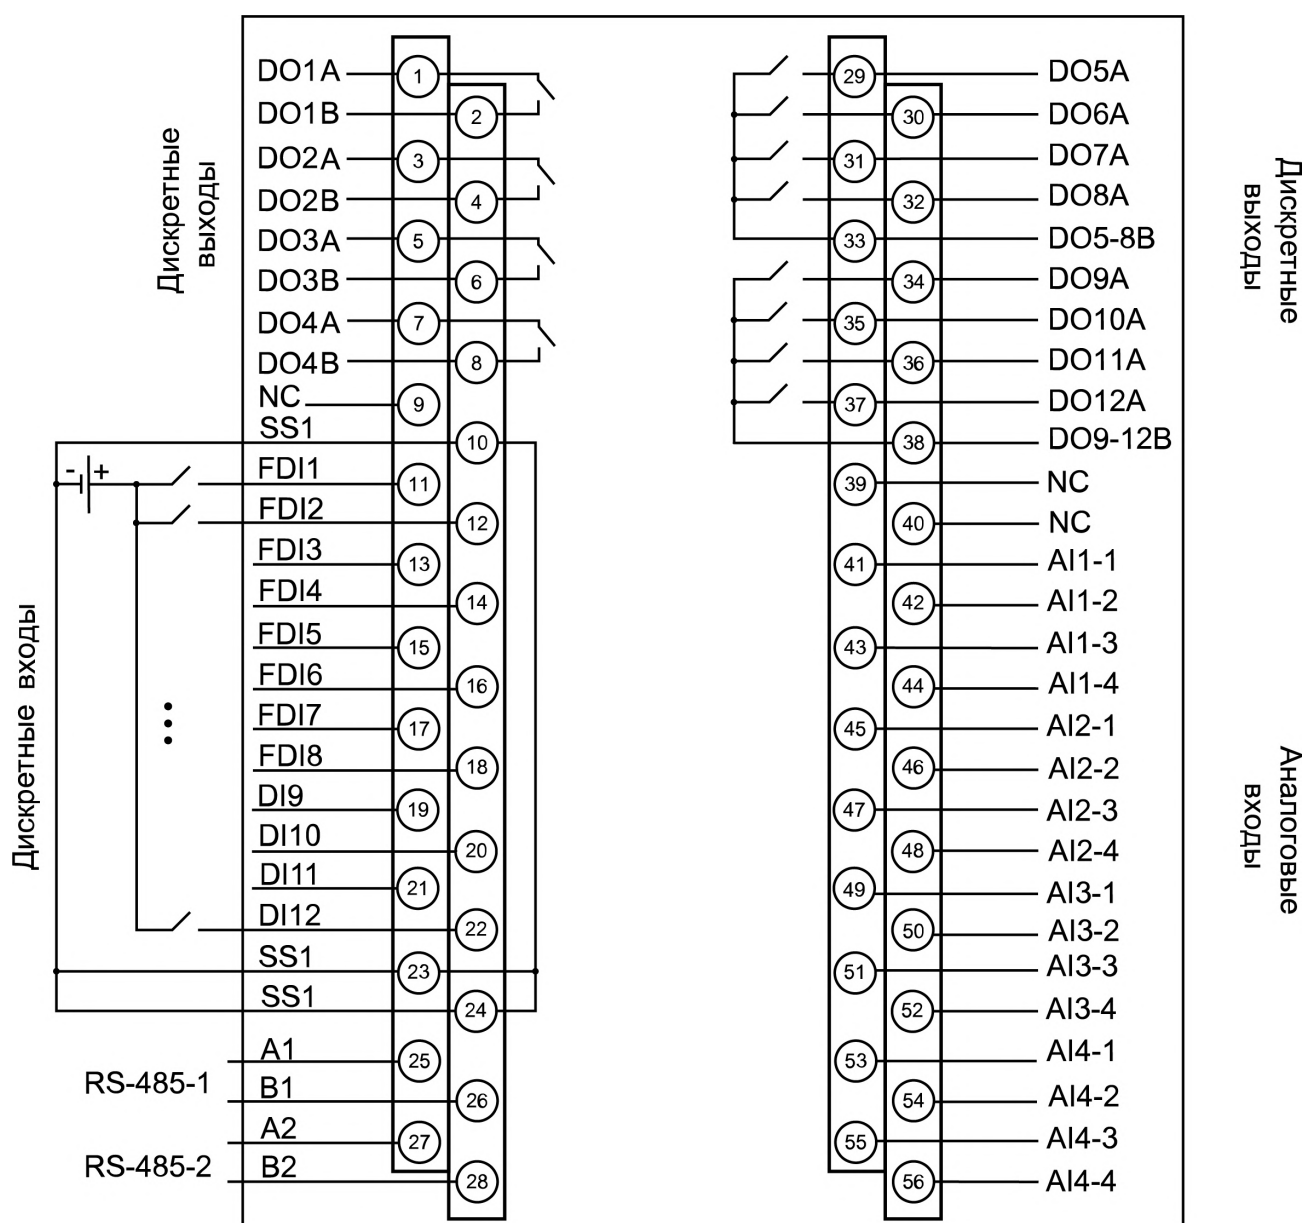 Дискретные
выходы
DO1A 1
DO1B 2
DO2A 3
DO2B 4
DO3A 5
DO3B 6
DO4A 7
DO4B 8
NC 9
SS1 10
- +
FDI1 11
FDI2 12
FDI3 13
FDI4 14
FDI5 15
FDI6 16
FDI7 17
FDI8 18
DI9 19
DI10 20
DI11 21
DI12 22
SS1 23
SS1 24
Дискретные входы
RS-485-1
A1 25
B1 26
RS-485-2
A2 27
B2 28
29 DO5A
30 DO6A
31 DO7A
32 DO8A
33 DO5-8B
34 DO9A
35 DO10A
36 DO11A
37 DO12A
38 DO9-12B
Дискретные
выходы
39 NC
40 NC
41 AI1-1
42 AI1-2
43 AI1-3
44 AI1-4
45 AI2-1
46 AI2-2
47 AI2-3
48 AI2-4
49 AI3-1
50 AI3-2
51 AI3-3
52 AI3-4
53 AI4-1
54 AI4-2
55 AI4-3
56 AI4-4
Аналоговые
входы